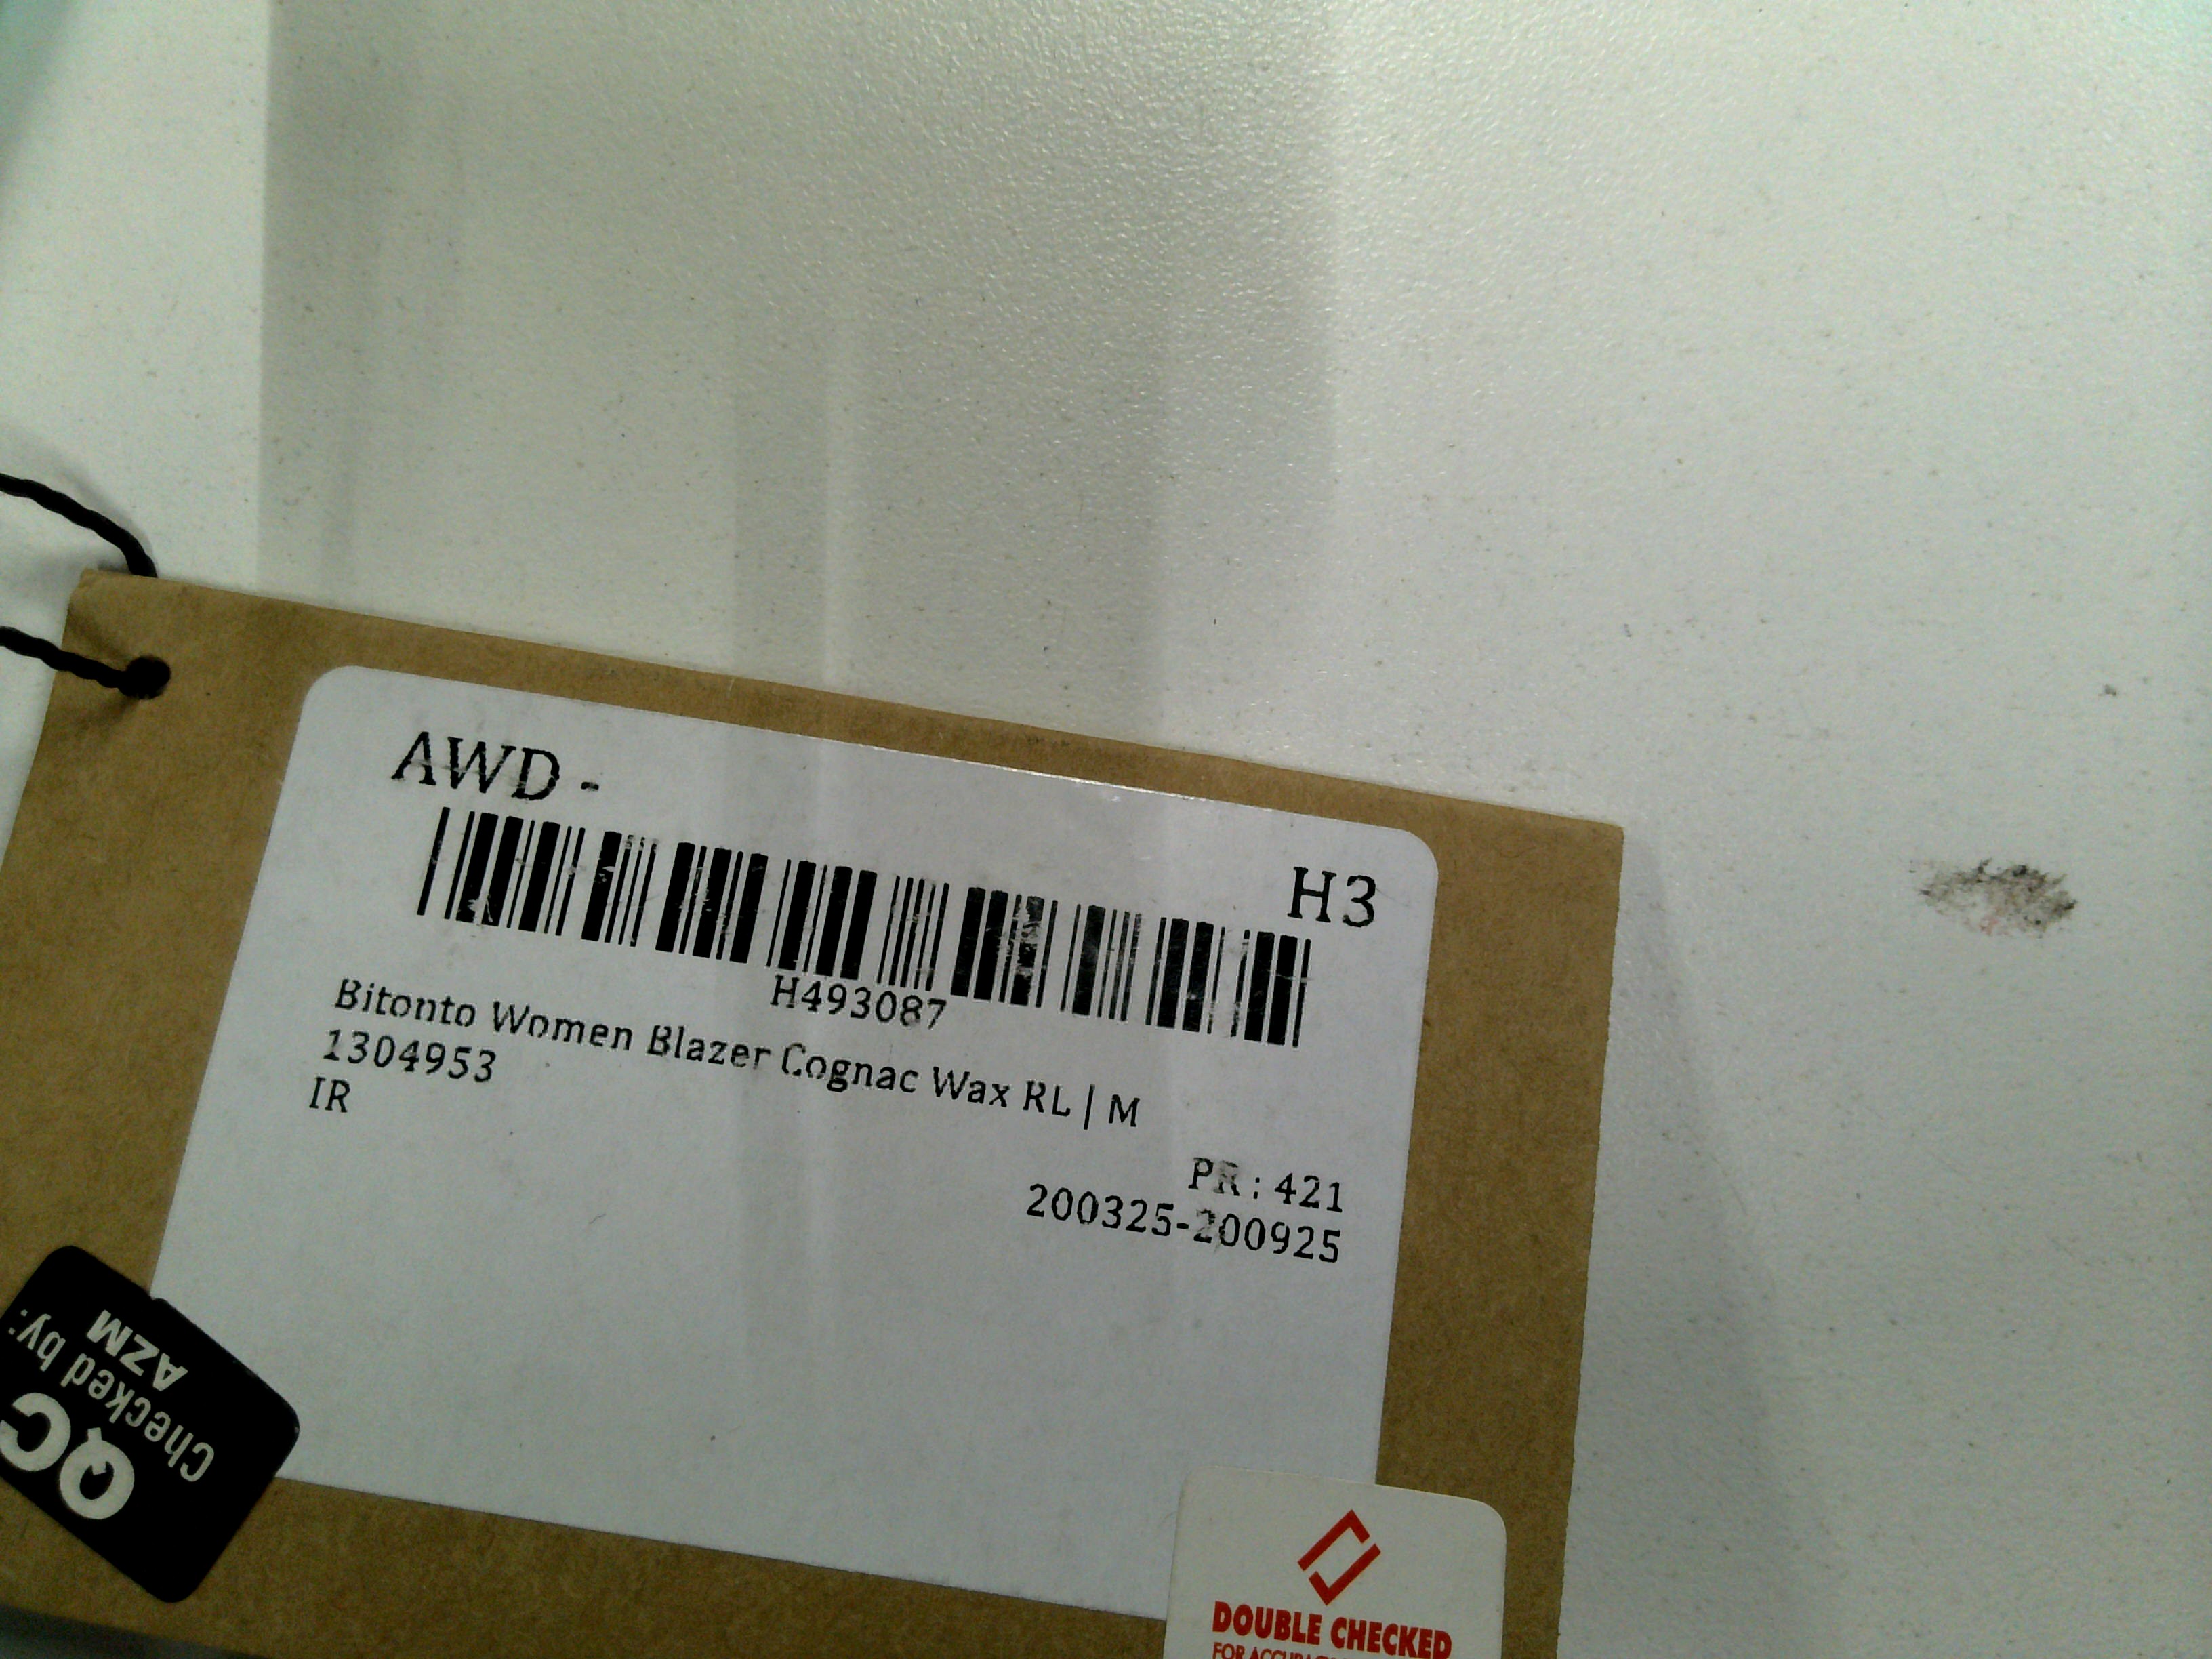 AWD -
H3
H493087
Bitonto Women Blazer Cognac Wax RL | M
1304953
IR
PR : 421
200325-200925
QC
Checked by:
AZM
DOUBLE CHECKED